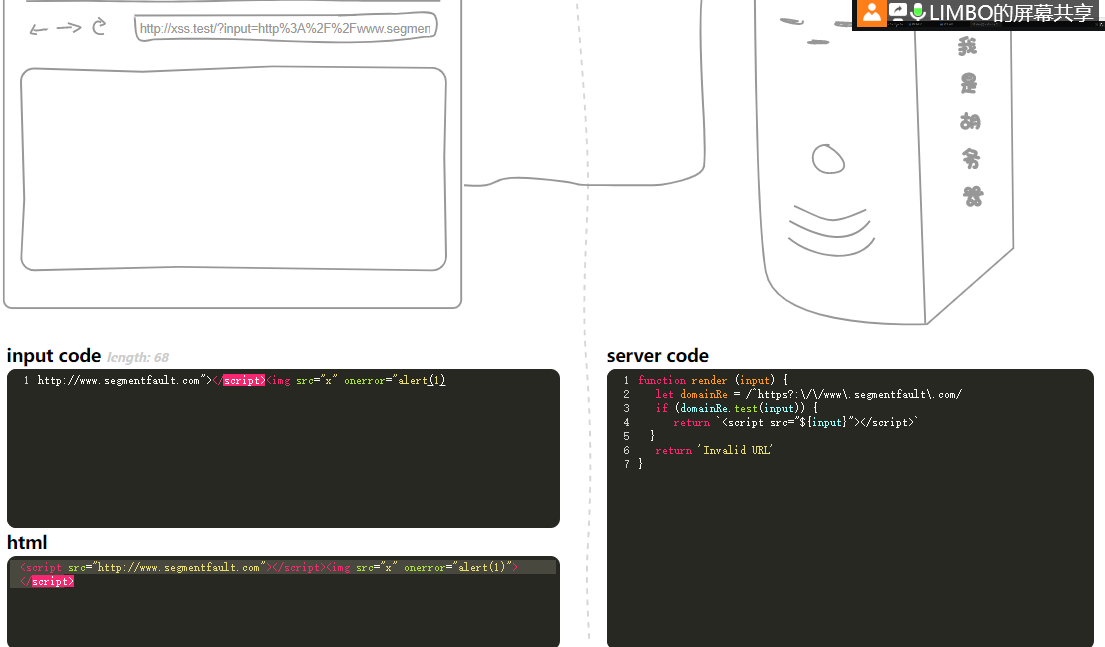 LIMBO的屏幕共享
← → http://xss.test/?input=http%3A%2F%2Fwww.segmen
我
是
胡
务
器
input code length: 68
1 http://www.segmentfault.com"></script><img src="x" onerror="alert(1)
html
<script src="http://www.segmentfault.com"></script><img src="x" onerror="alert(1)">
</script>
server code
1 function render (input) {
2 let domainRe = /^https?:\/\/www\.segmentfault\.com/
3 if (domainRe.test(input)) {
4 return `<script src="${input}"></script>`
5 }
6 return 'Invalid URL'
7 }